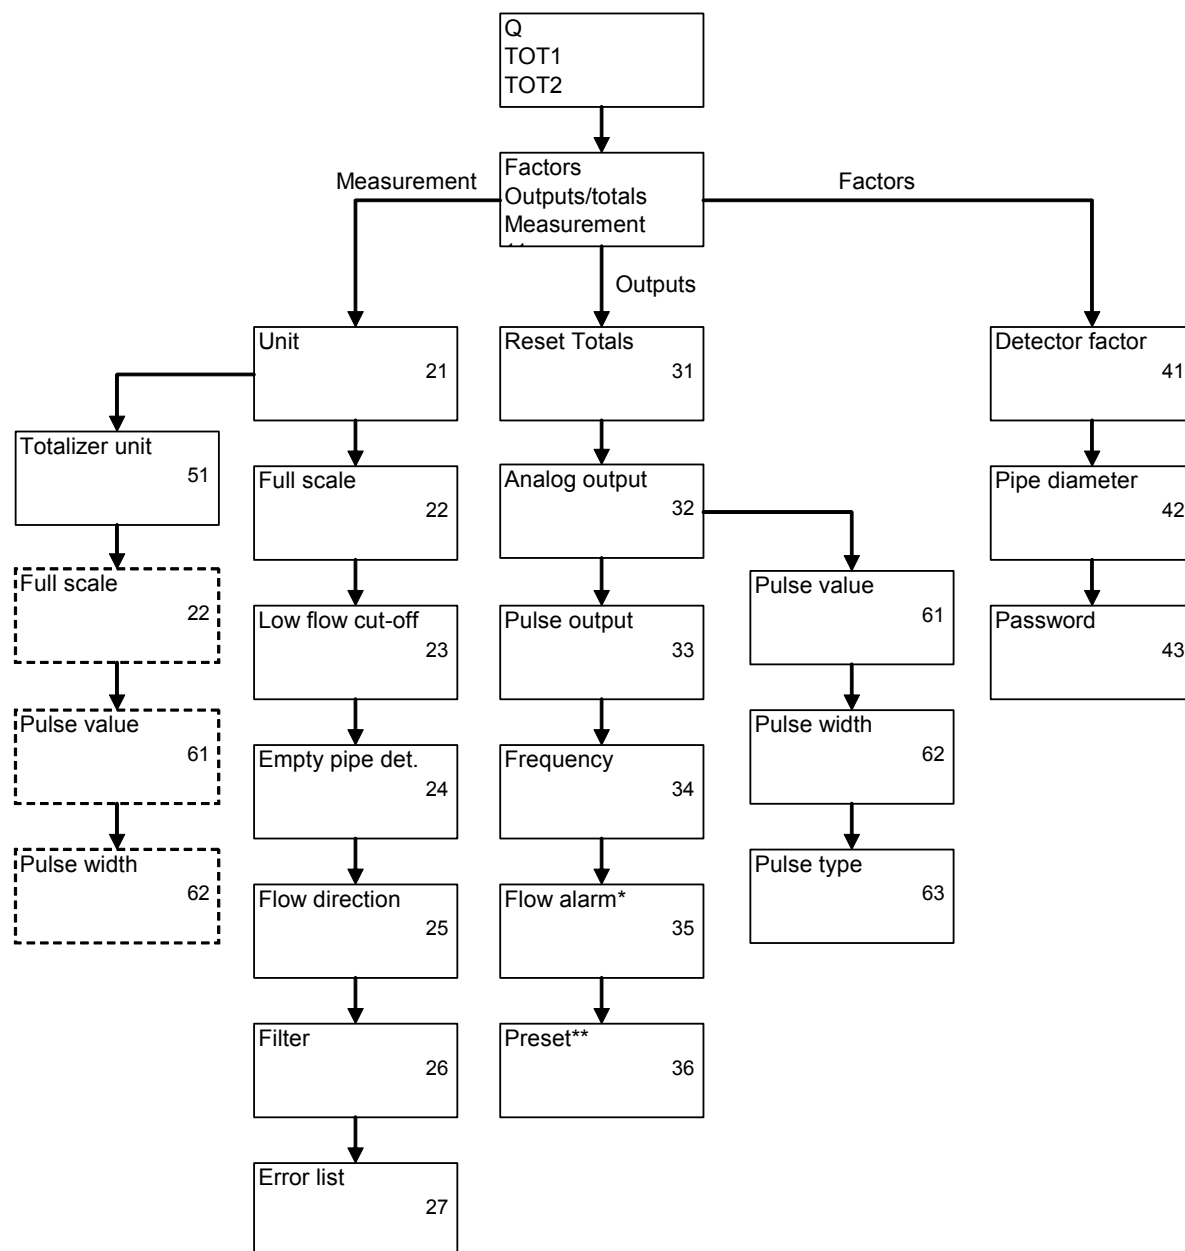 Q
TOT1
TOT2
Factors
Outputs/totals
Measurement
Measurement
Factors
Outputs
Unit
21
Reset Totals
31
Detector factor
41
Totalizer unit
51
Full scale
22
Analog output
32
Pipe diameter
42
Full scale
22
Low flow cut-off
23
Pulse output
33
Pulse value
61
Password
43
Pulse value
61
Empty pipe det.
24
Frequency
34
Pulse width
62
Pulse width
62
Flow direction
25
Flow alarm*
35
Pulse type
63
Filter
26
Preset**
36
Error list
27